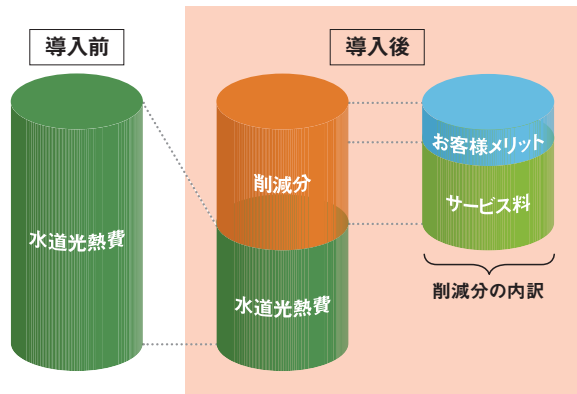 導入前
導入後
水道光熱費
削減分
水道光熱費
お客様メリット
サービス料
削減分の内訳